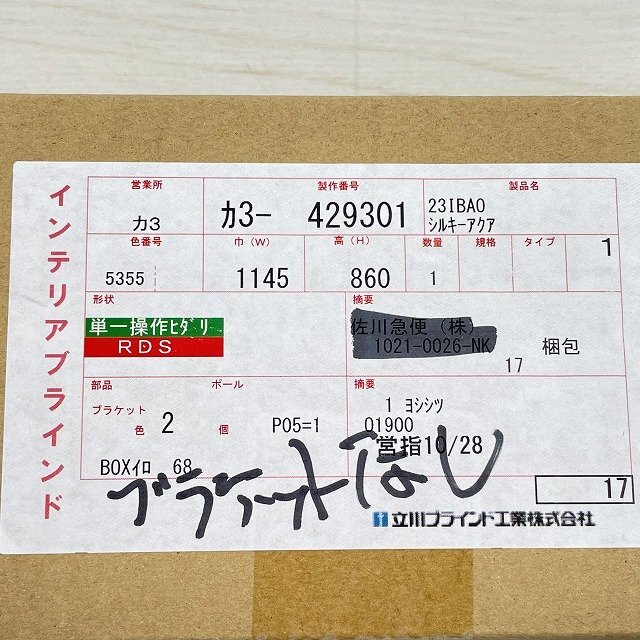 インテリアブラインド
営業所 製作番号 製品名
カ3 カ3- 429301 23IBAO
シルキーアクア
色番号 巾(W) 高(H) 数量 規格 タイプ 1
5355 1145 860 1
形状 摘要
単一操作ヒダリ 佐川急便(株)
RDS 1021-0026-NK 17 梱包
部品 ポール 摘要
ブラケット 1 ヨシシツ
色 2 個 P05=1 01900
営指10/28
BOXイロ 68
ブラケットなし
17
立川ブラインド工業株式会社